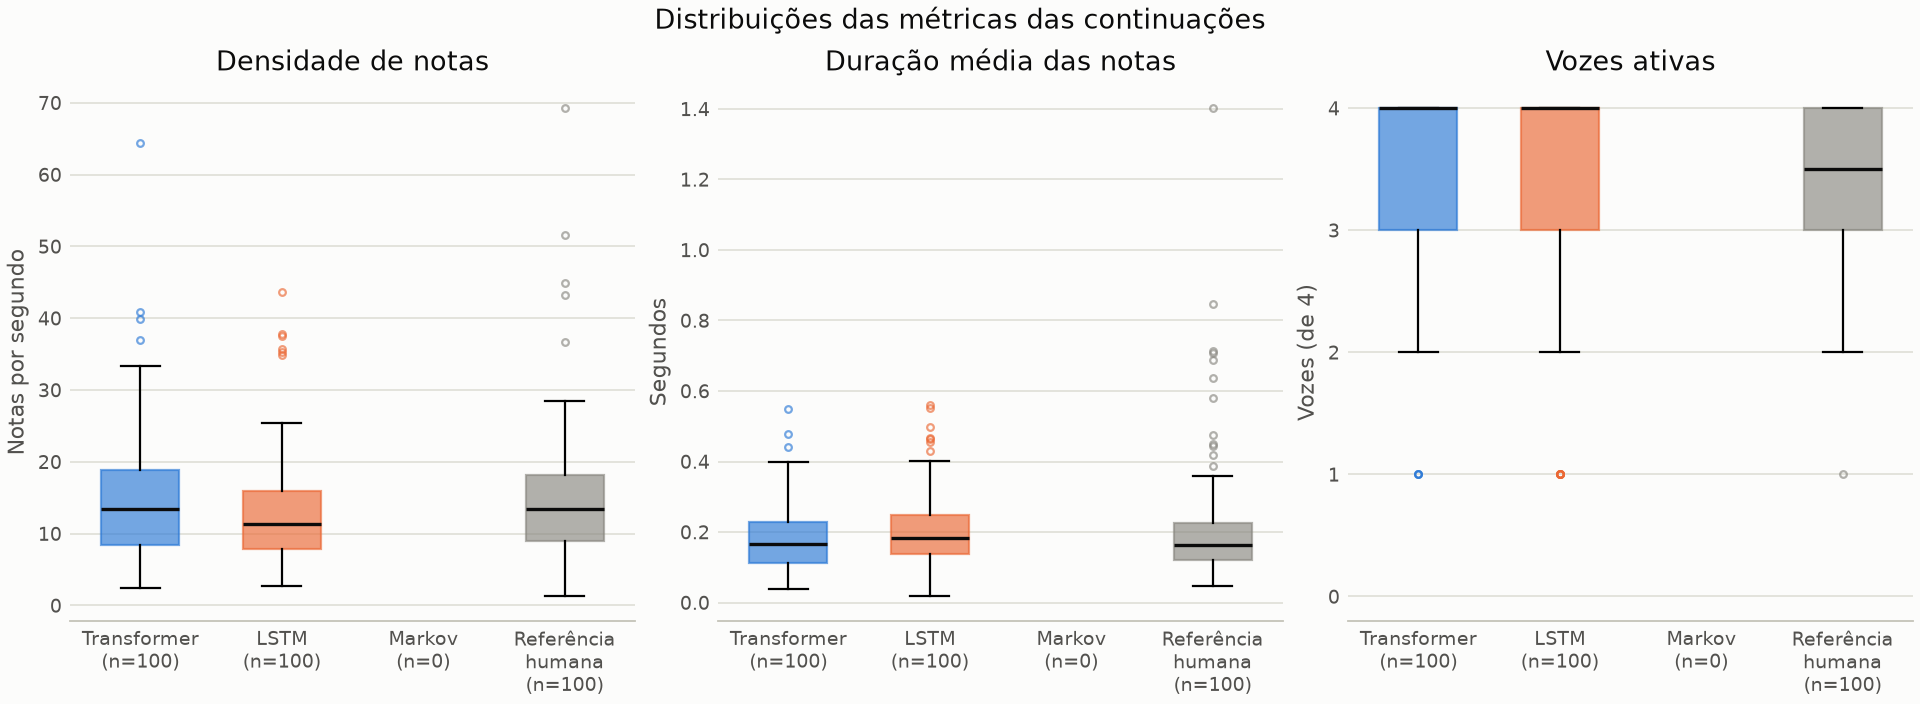 Distribuições das métricas das continuações
Densidade de notas
Notas por segundo
70
60
50
40
30
20
10
0
Transformer
(n=100)
LSTM
(n=100)
Markov
(n=0)
Referência
humana
(n=100)
Duração média das notas
Segundos
1.4
1.2
1.0
0.8
0.6
0.4
0.2
0.0
Transformer
(n=100)
LSTM
(n=100)
Markov
(n=0)
Referência
humana
(n=100)
Vozes ativas
Vozes (de 4)
4
3
2
1
0
Transformer
(n=100)
LSTM
(n=100)
Markov
(n=0)
Referência
humana
(n=100)